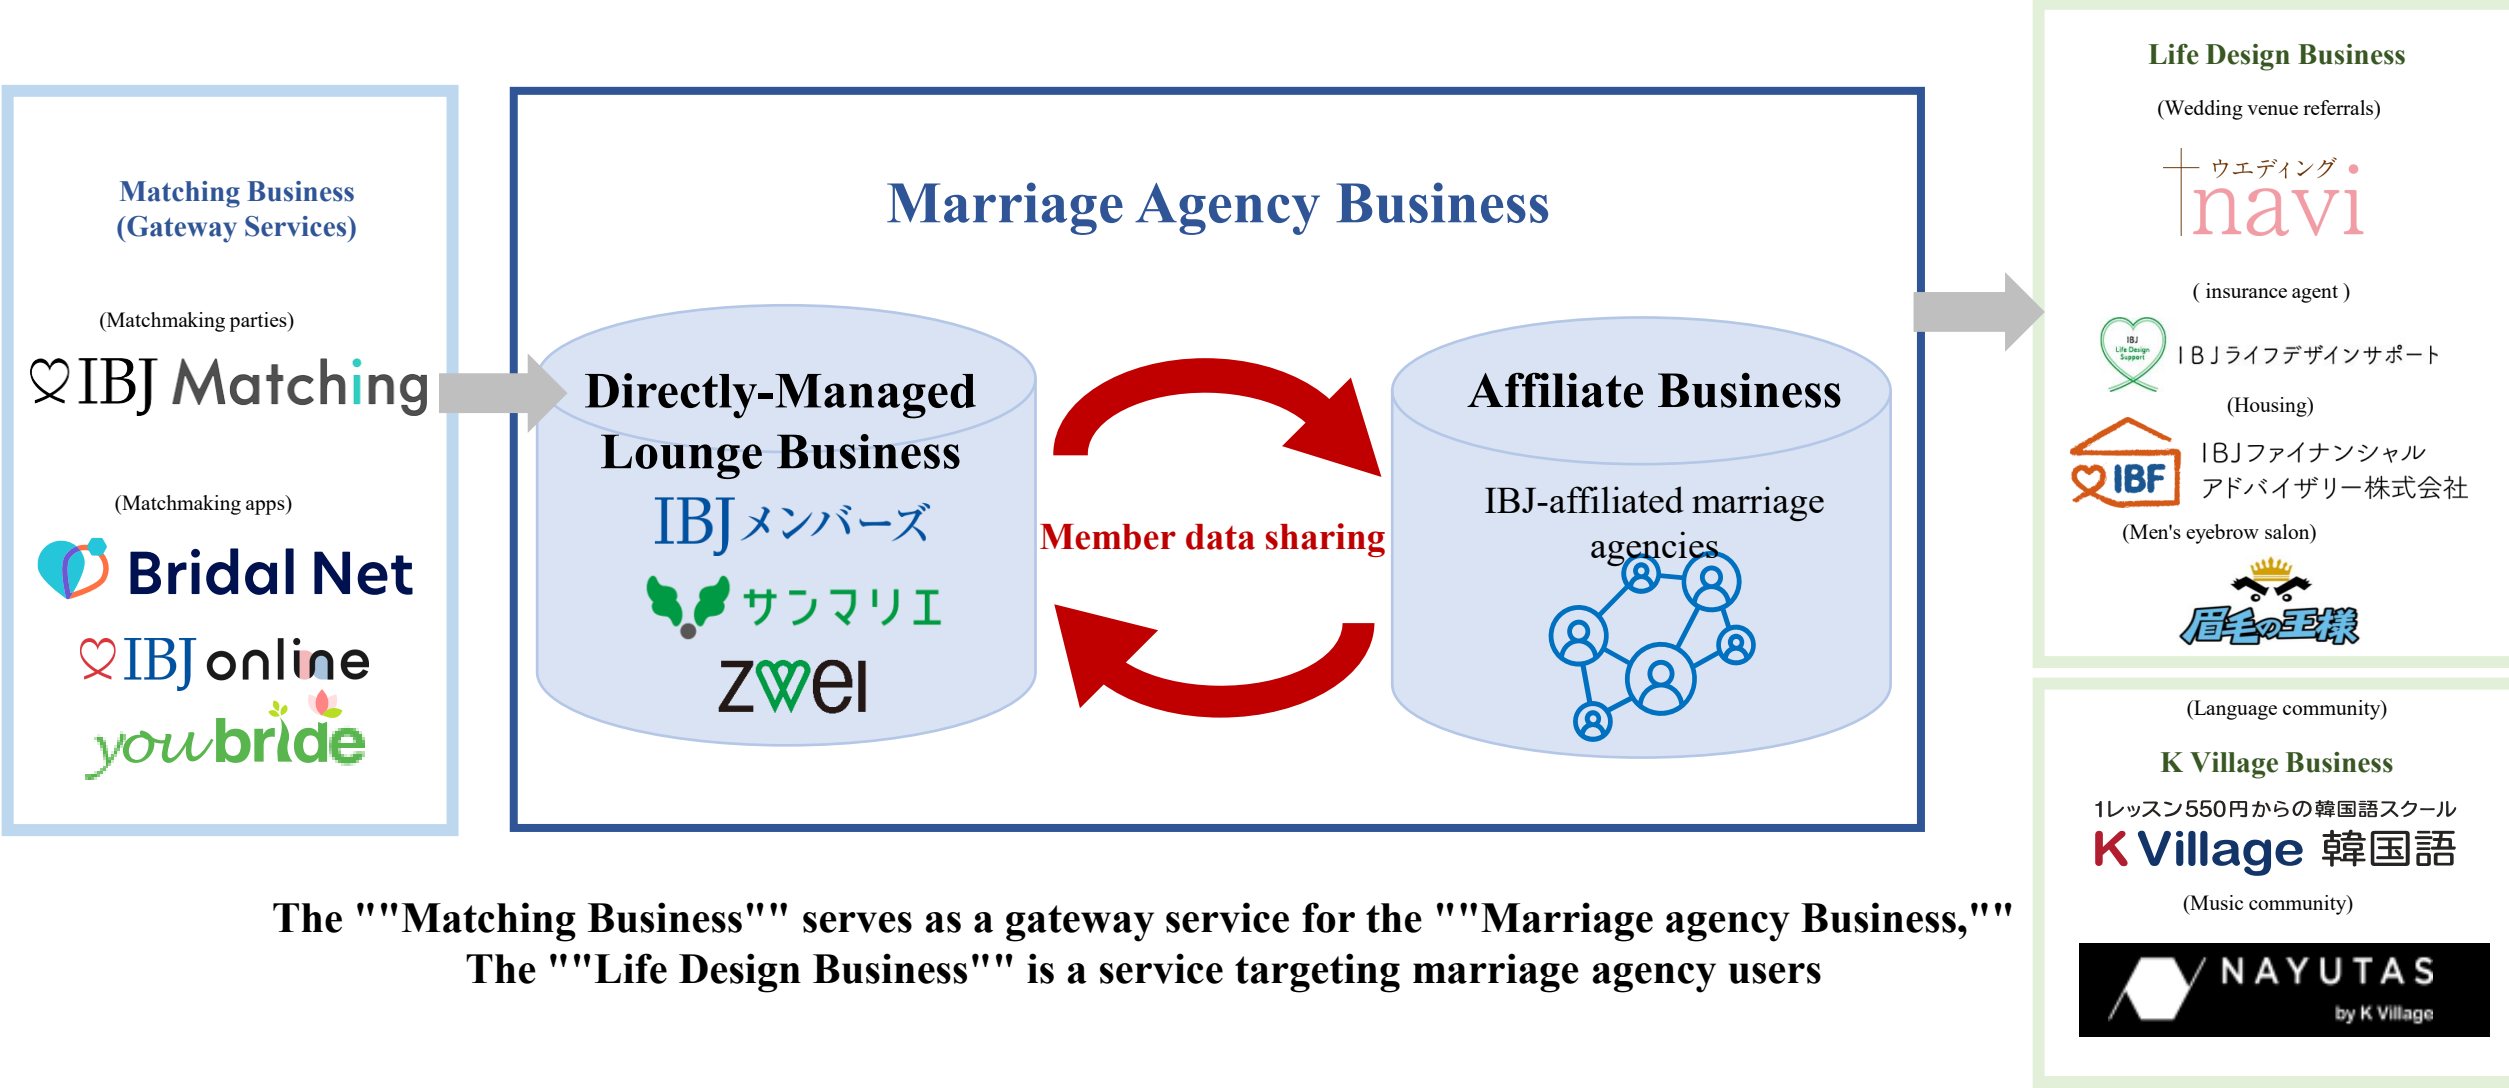 Matching Business
(Gateway Services)
(Matchmaking parties)
IBJ Matching
(Matchmaking apps)
Bridal Net
IBJ online
youbride
Marriage Agency Business
Directly-Managed
Lounge Business
IBJメンバーズ
サンマリエ
zwei
Member data sharing
Affiliate Business
IBJ-affiliated marriage
agencies
Life Design Business
(Wedding venue referrals)
ウエディング
navi
( insurance agent )
IBJ
Life Design
Support
IBJライフデザインサポート
(Housing)
IBF
IBJファイナンシャル
アドバイザリー株式会社
(Men's eyebrow salon)
眉毛の王様
(Language community)
K Village Business
1レッスン550円からの韓国語スクール
K Village 韓国語
(Music community)
NAYUTAS
by K Village
The ""Matching Business"" serves as a gateway service for the ""Marriage agency Business,""
The ""Life Design Business"" is a service targeting marriage agency users